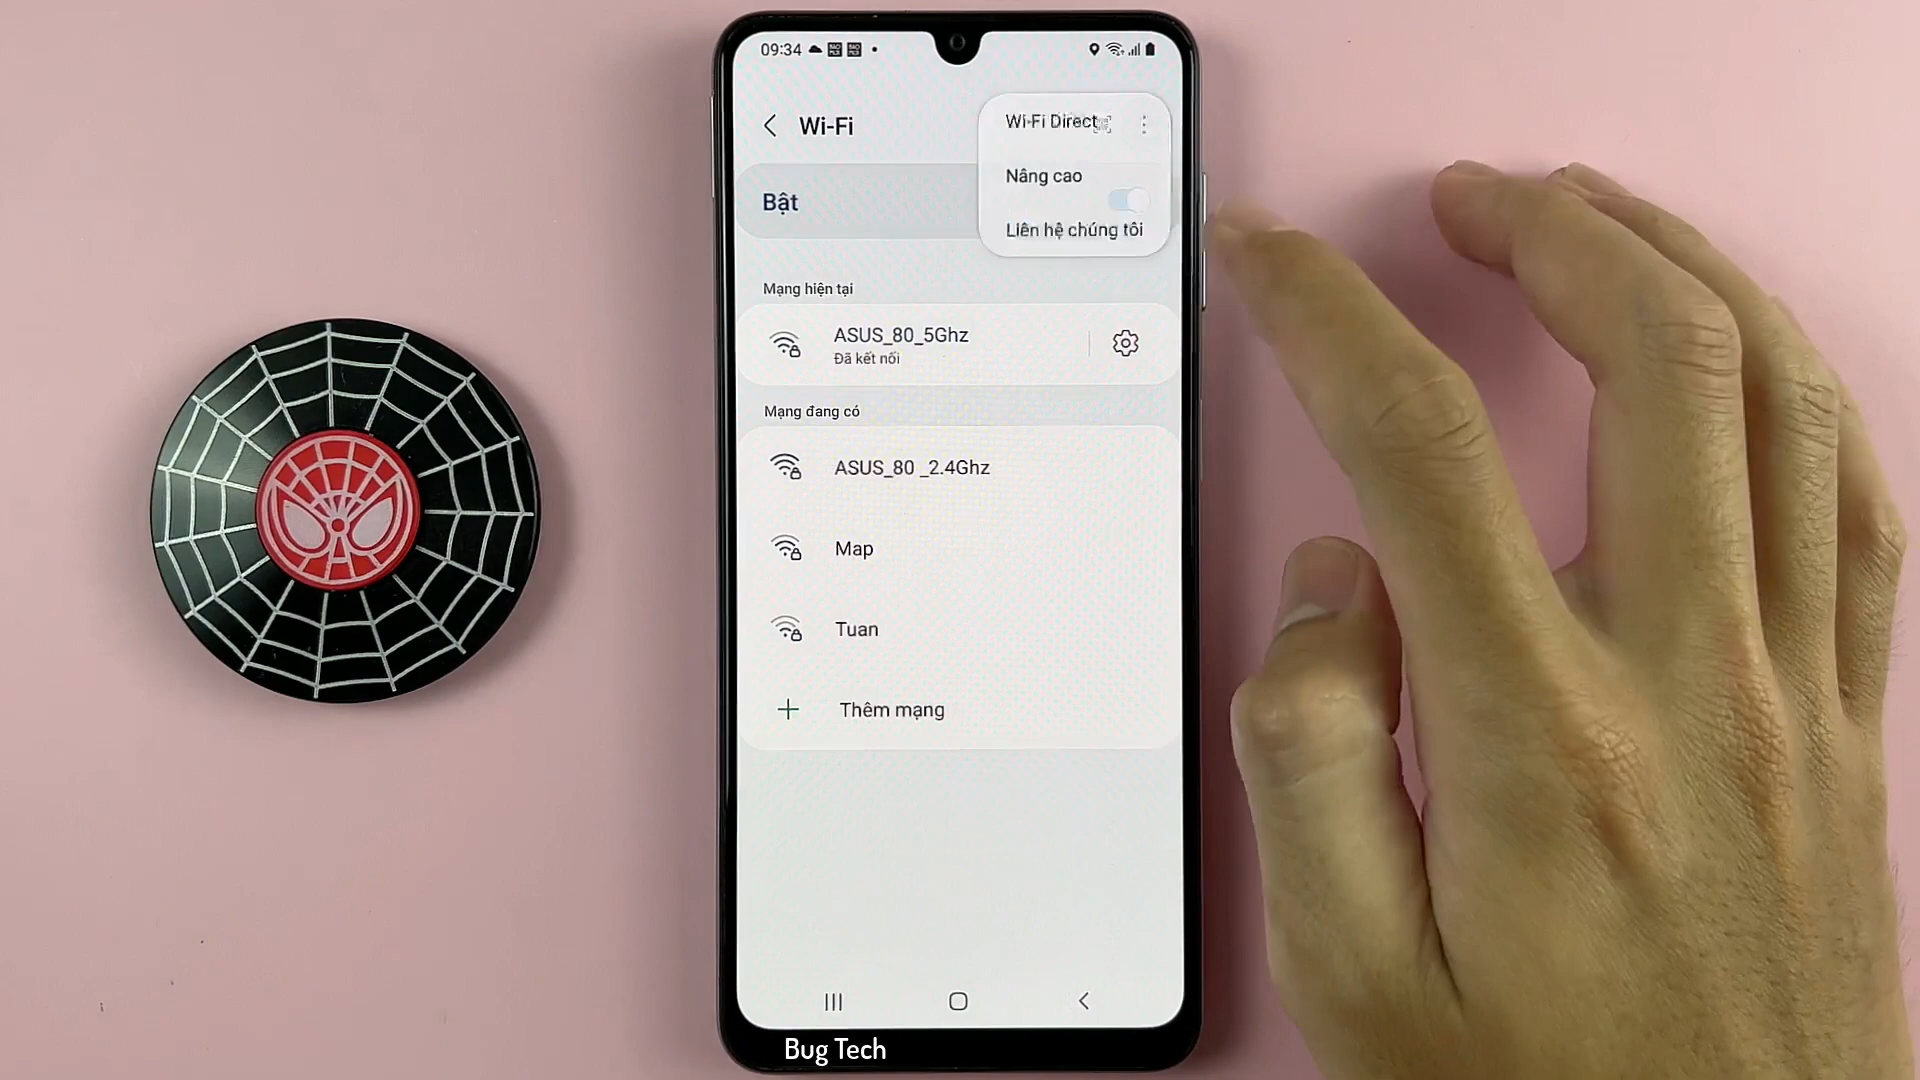 09:34
Wi-Fi
Wi-Fi Direct
Nâng cao
Liên hệ chúng tôi
Bật
Mạng hiện tại
ASUS_80_5Ghz
Đã kết nối
Mạng đang có
ASUS_80 _2.4Ghz
Map
Tuan
Thêm mạng
Bug Tech